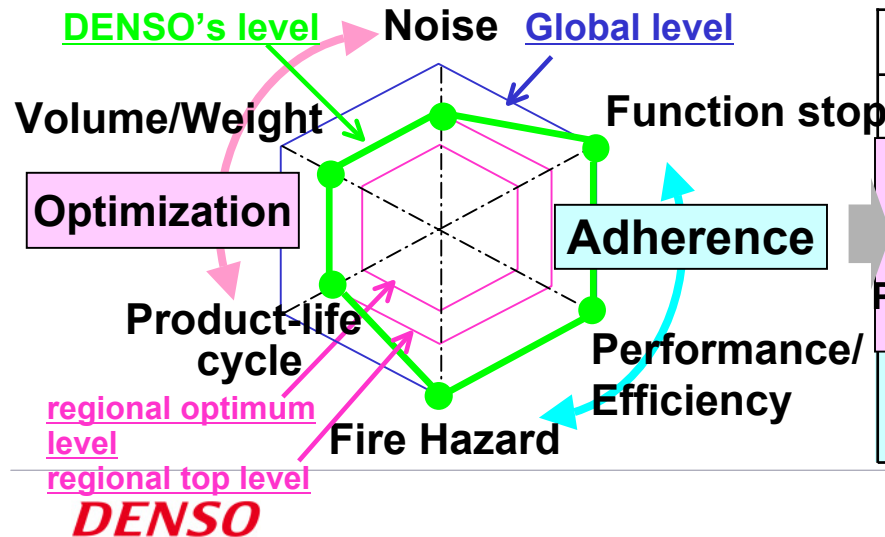 DENSO's level
Noise
Global level
Volume/Weight
Function stop
Optimization
Adherence
Product-life
cycle
Performance/
Efficiency
regional optimum
level
Fire Hazard
regional top level
DENSO